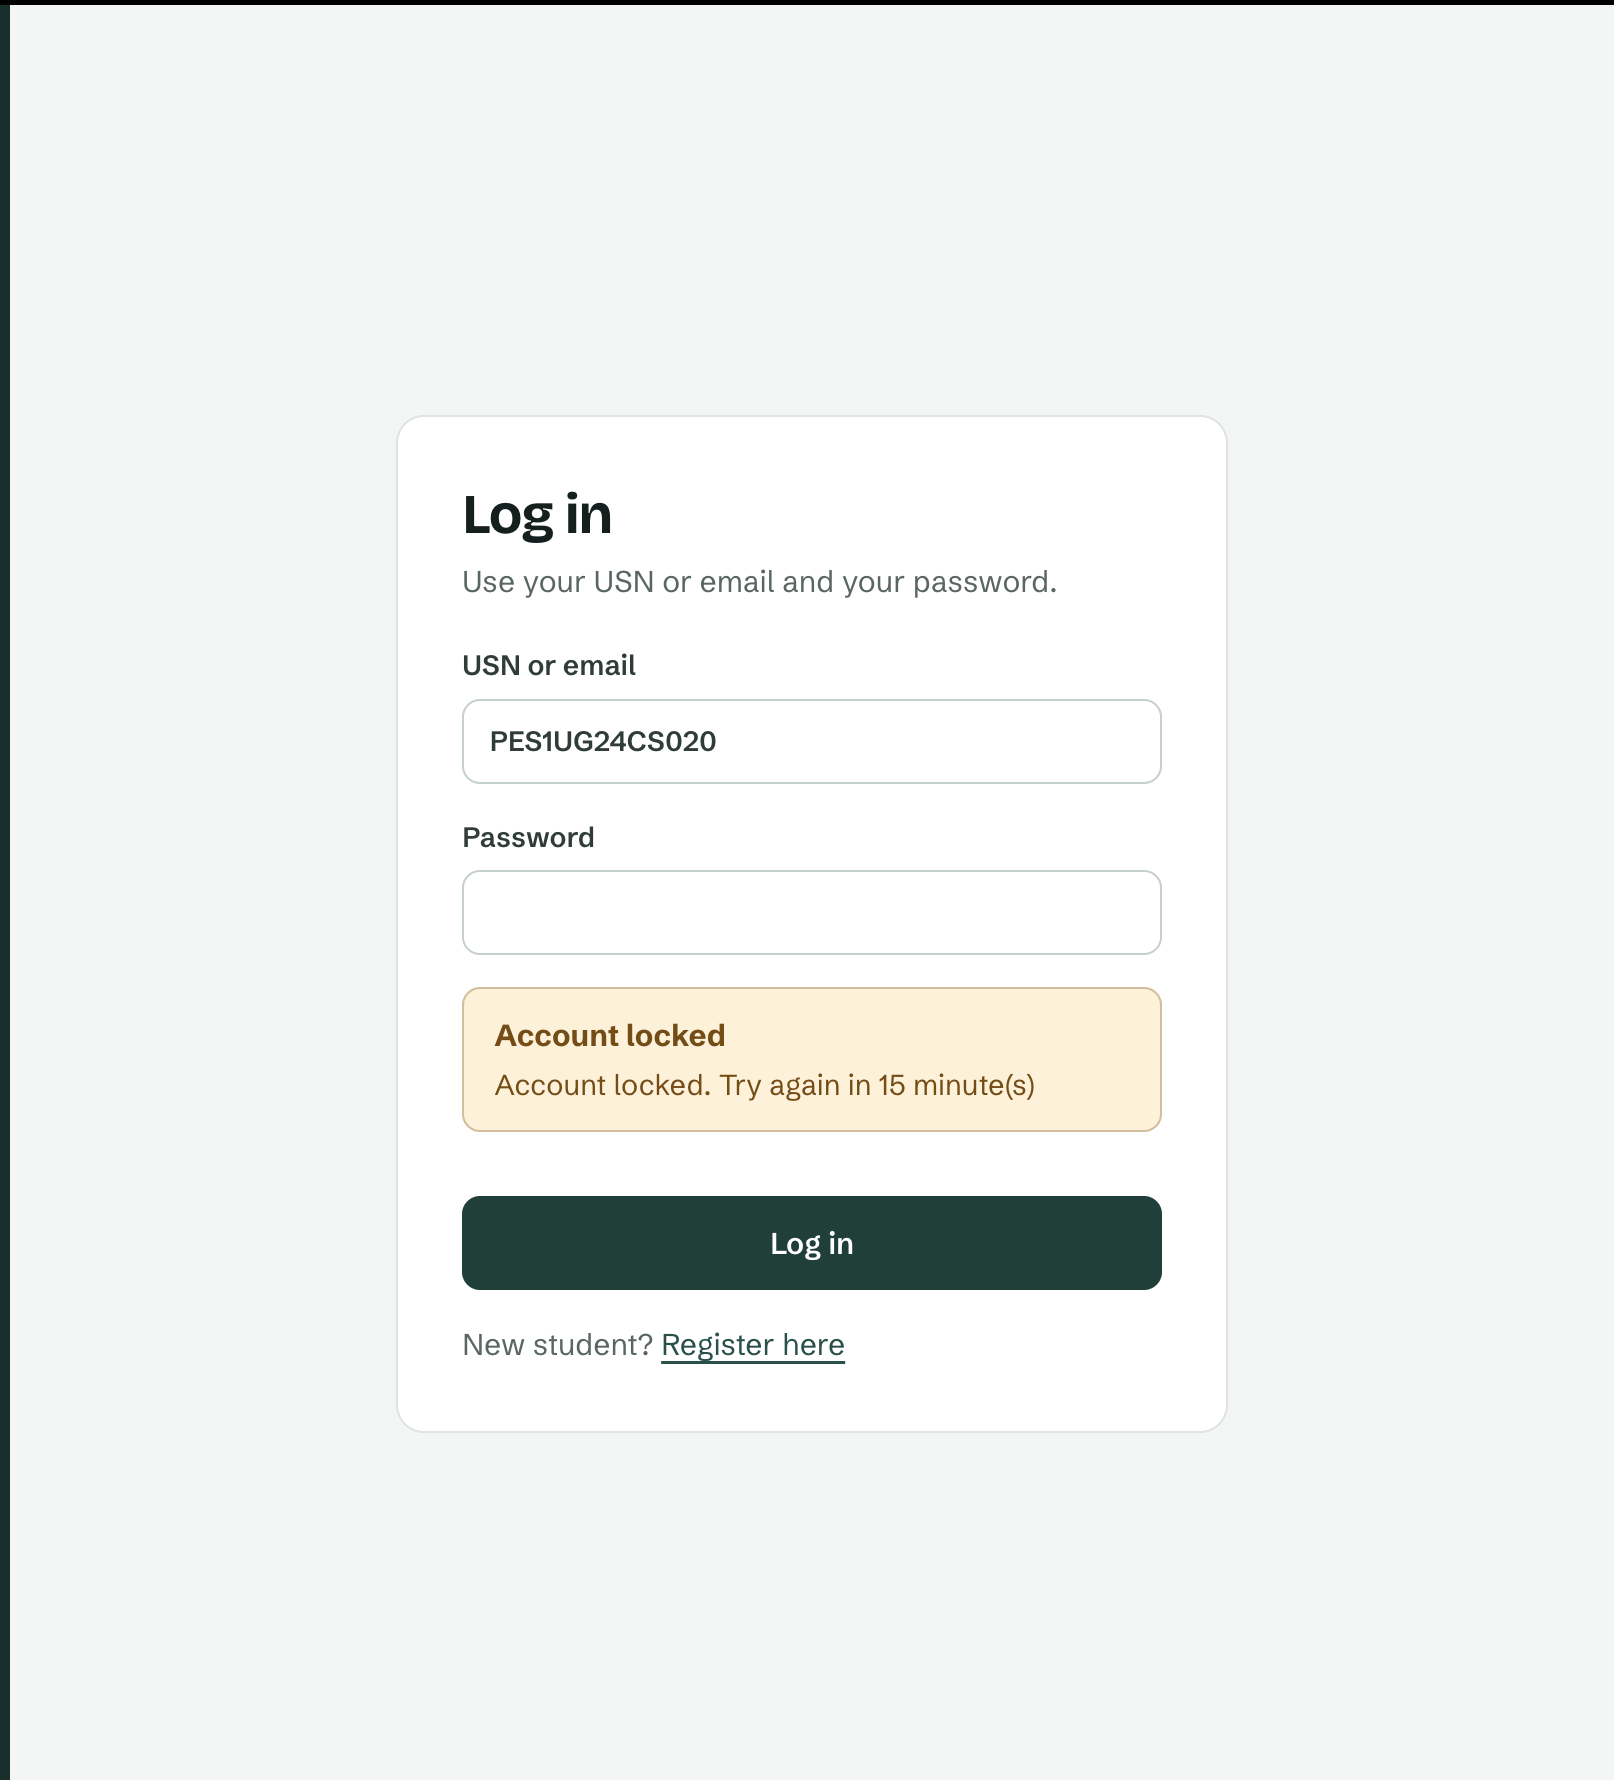 Log in
Use your USN or email and your password.
USN or email
PES1UG24CS020
Password
Account locked
Account locked. Try again in 15 minute(s)
Log in
New student? Register here